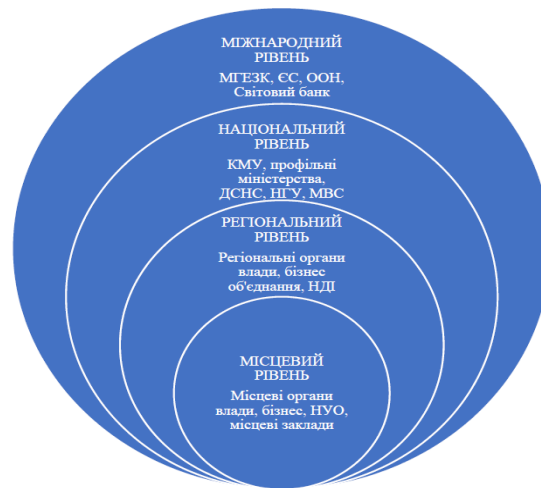 МІЖНАРОДНИЙ
РІВЕНЬ
МГЕЗК, ЄС, ООН,
Світовий банк
НАЦІОНАЛЬНИЙ
РІВЕНЬ
КМУ, профільні
міністерства,
ДСНС, НГУ, МВС
РЕГІОНАЛЬНИЙ
РІВЕНЬ
Регіональні органи
влади, бізнес
об'єднання, НДІ
МІСЦЕВИЙ
РІВЕНЬ
Місцеві органи
влади, бізнес, НУО,
місцеві заклади